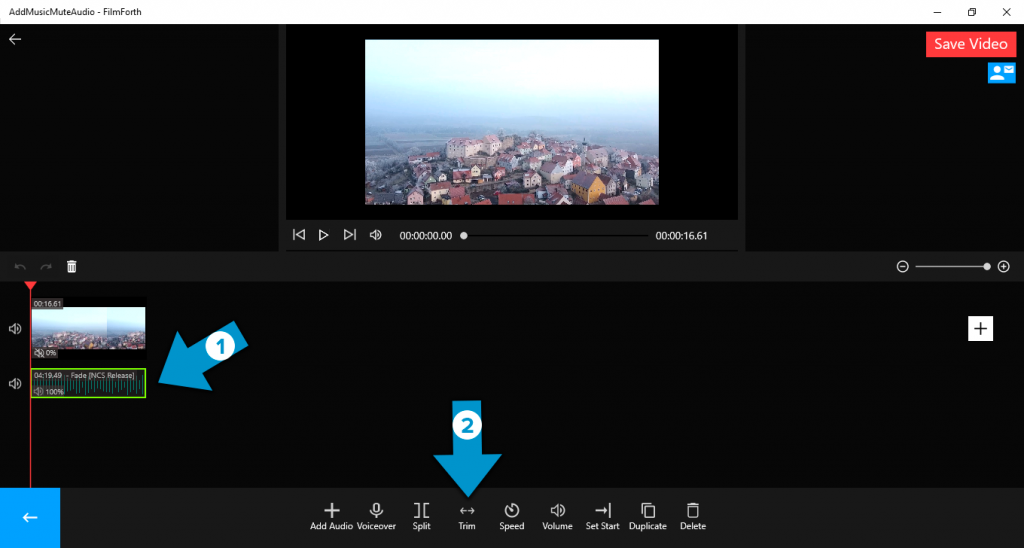 AddMusicMuteAudio - FilmForth
Save Video
00:00:00.00
00:00:16.61
00:16.61
0%
1
04:19.49 - Fade [NCS Release]
100%
2
Add Audio Voiceover Split Trim Speed Volume Set Start Duplicate Delete